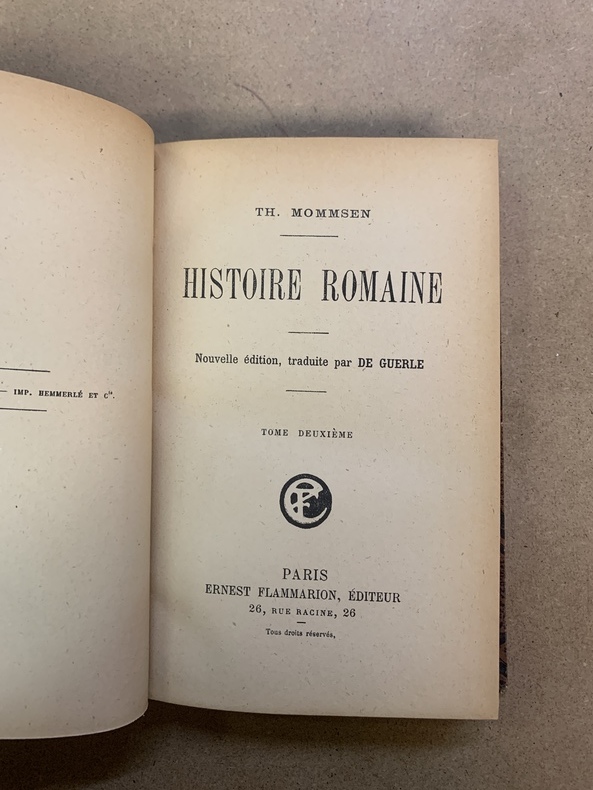 — IMP. HEMMERLÉ ET Cie.
TH. MOMMSEN
HISTOIRE ROMAINE
Nouvelle édition, traduite par DE GUERLE
TOME DEUXIÈME
EF
PARIS
ERNEST FLAMMARION, ÉDITEUR
26, RUE RACINE, 26
Tous droits réservés.